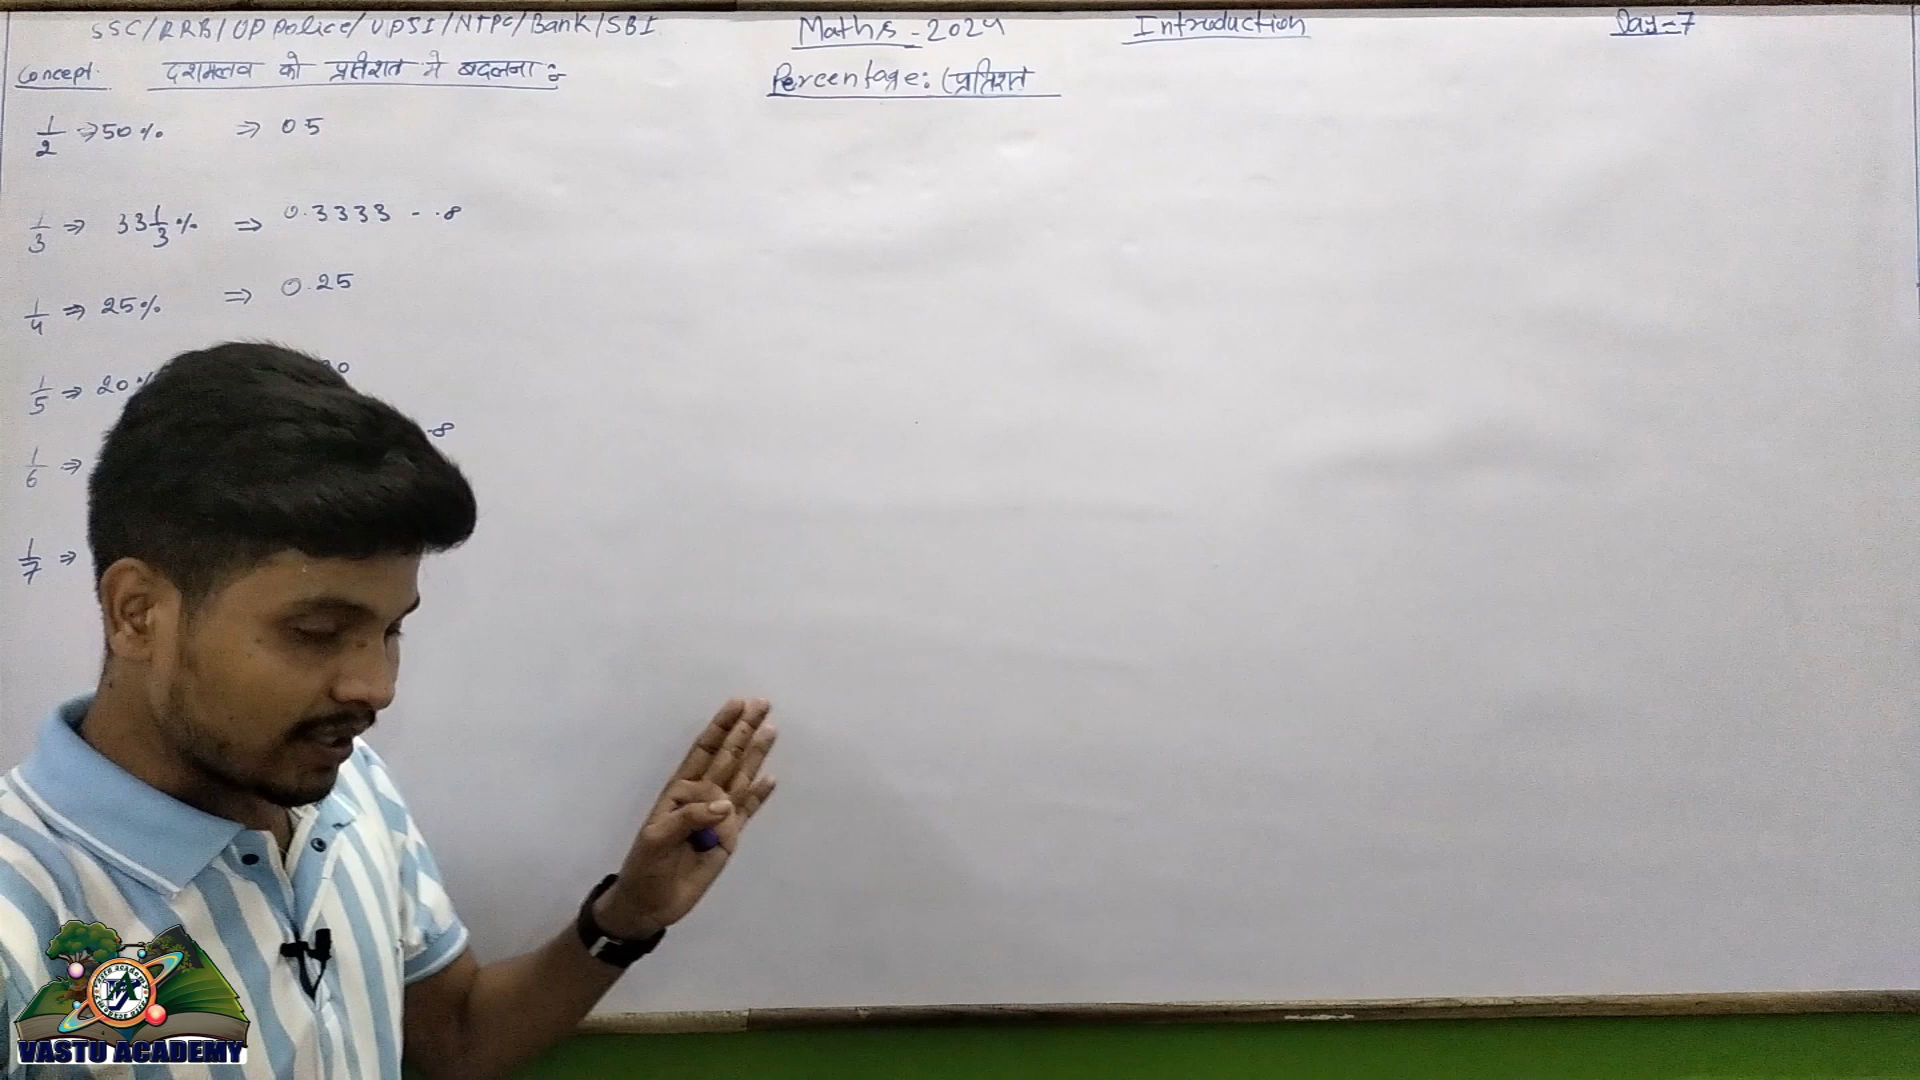 SSC/RRB/UP Police/UPSI/NTPC/Bank/SBI Maths-2024 Introduction Day-7
Concept: दशमलव को प्रतिशत मे बदलना :- Percentage: (प्रतिशत
1/2 ⇒ 50% ⇒ 0.5
1/3 ⇒ 33 1/3% ⇒ 0.3333 - .8
1/4 ⇒ 25% ⇒ 0.25
1/5 ⇒ 20%
1/6 ⇒
1/7 ⇒
VASTU ACADEMY